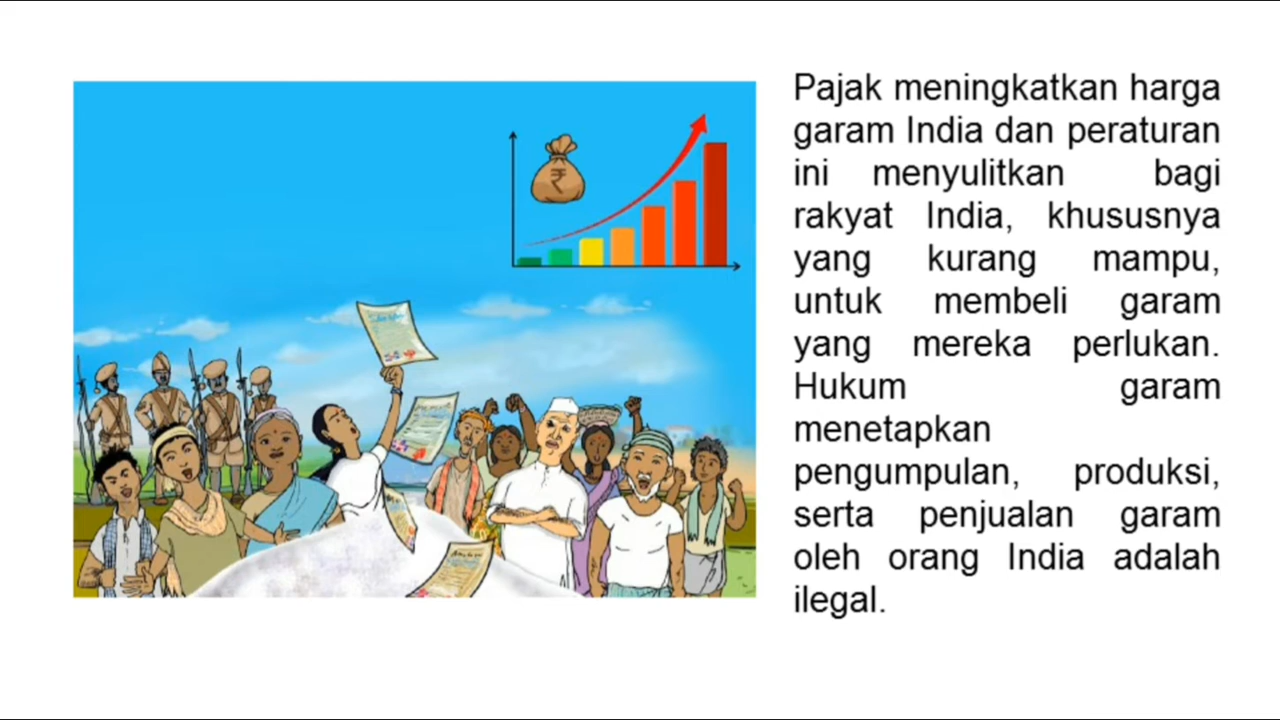 Pajak meningkatkan harga
garam India dan peraturan
ini menyulitkan bagi
rakyat India, khususnya
yang kurang mampu,
untuk membeli garam
yang mereka perlukan.
Hukum garam
menetapkan
pengumpulan, produksi,
serta penjualan garam
oleh orang India adalah
ilegal.